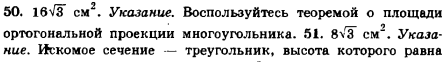 50. 16√3 см². Указание. Воспользуйтесь теоремой о площади
ортогональной проекции многоугольника. 51. 8√3 см². Указа-
ние. Искомое сечение — треугольник, высота которого равна